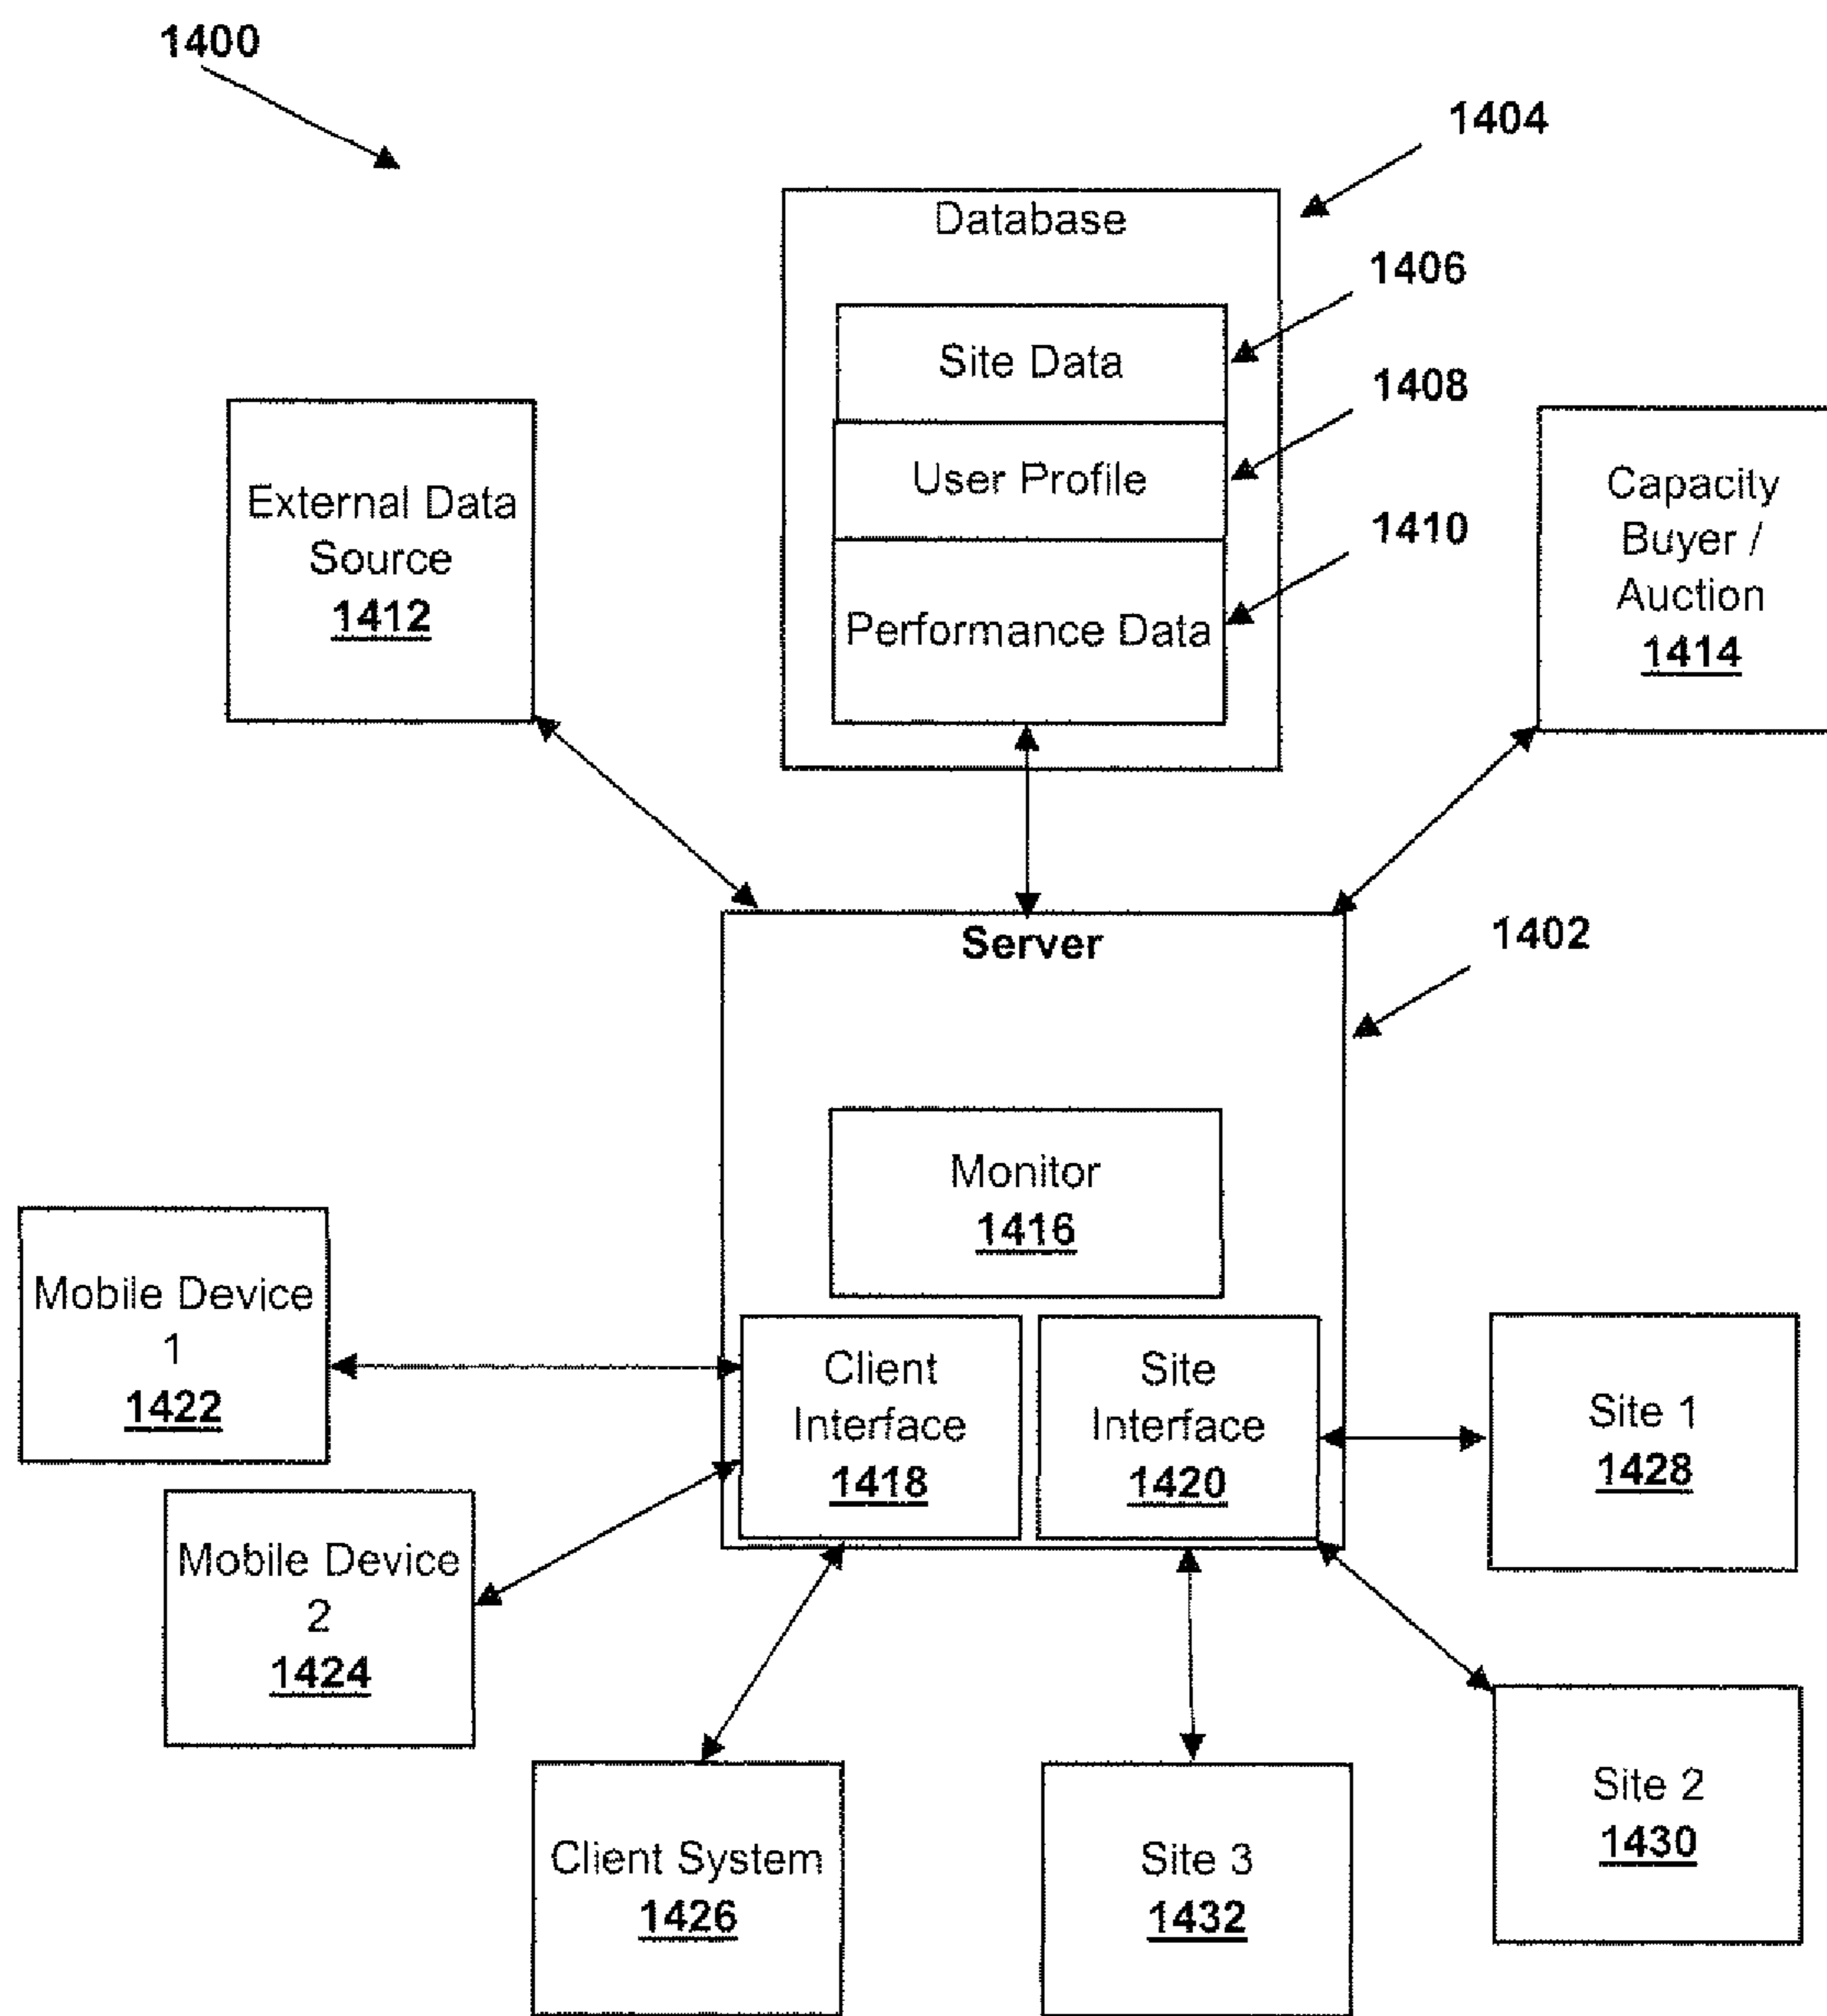 1400
1404
Database
1406
Site Data
1408
User Profile
1410
Performance Data
External Data
Source
1412
Capacity
Buyer /
Auction
1414
Server
1402
Monitor
1416
Mobile Device
1
1422
Client
Interface
1418
Site
Interface
1420
Site 1
1428
Mobile Device
2
1424
Client System
1426
Site 3
1432
Site 2
1430